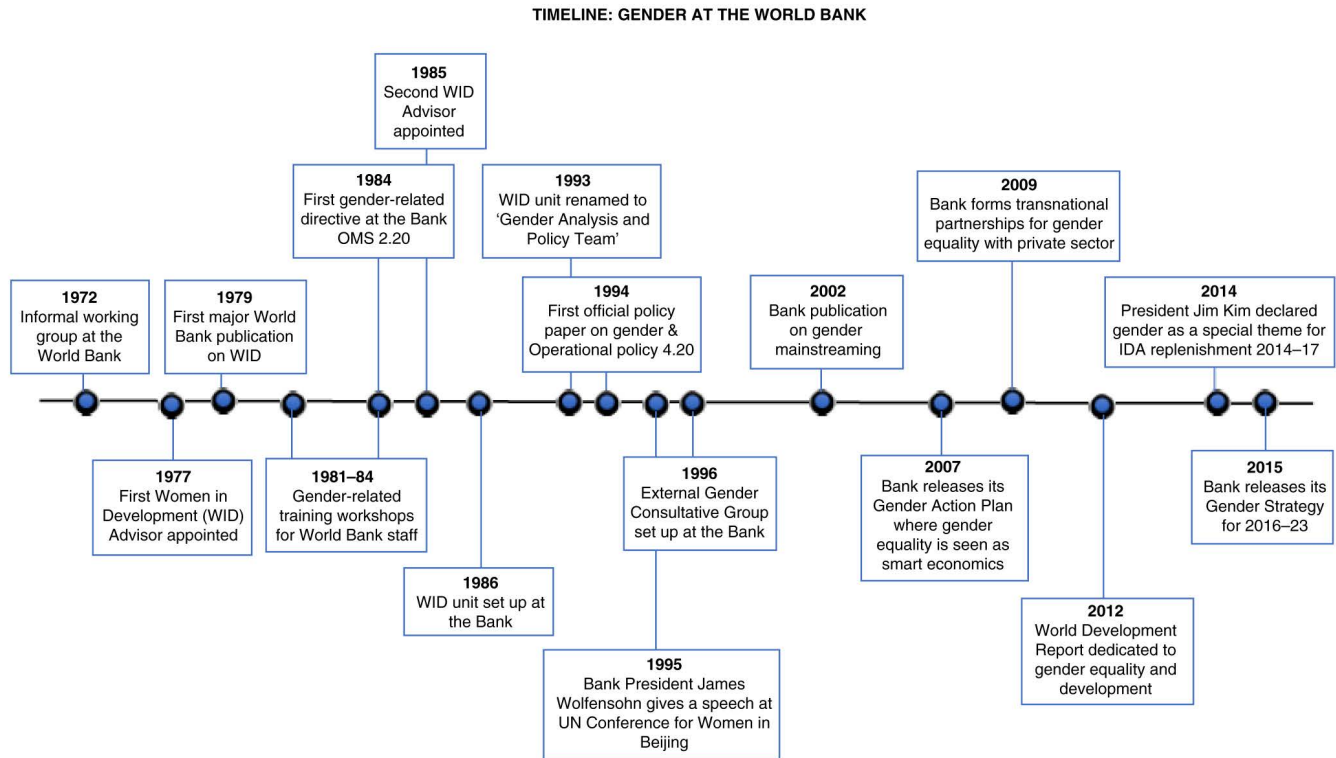 TIMELINE: GENDER AT THE WORLD BANK
1985
Second WID
Advisor
appointed
1984
First gender-related
directive at the Bank
OMS 2.20
1993
WID unit renamed to
‘Gender Analysis and
Policy Team’
2009
Bank forms transnational
partnerships for gender
equality with private sector
1972
Informal working
group at the
World Bank
1979
First major World
Bank publication
on WID
1994
First official policy
paper on gender &
Operational policy 4.20
2002
Bank publication
on gender
mainstreaming
2014
President Jim Kim declared
gender as a special theme for
IDA replenishment 2014–17
1977
First Women in
Development (WID)
Advisor appointed
1981–84
Gender-related
training workshops
for World Bank staff
1986
WID unit set up at
the Bank
1996
External Gender
Consultative Group
set up at the Bank
1995
Bank President James
Wolfensohn gives a speech at
UN Conference for Women in
Beijing
2007
Bank releases its
Gender Action Plan
where gender
equality is seen as
smart economics
2012
World Development
Report dedicated to
gender equality and
development
2015
Bank releases its
Gender Strategy
for 2016–23